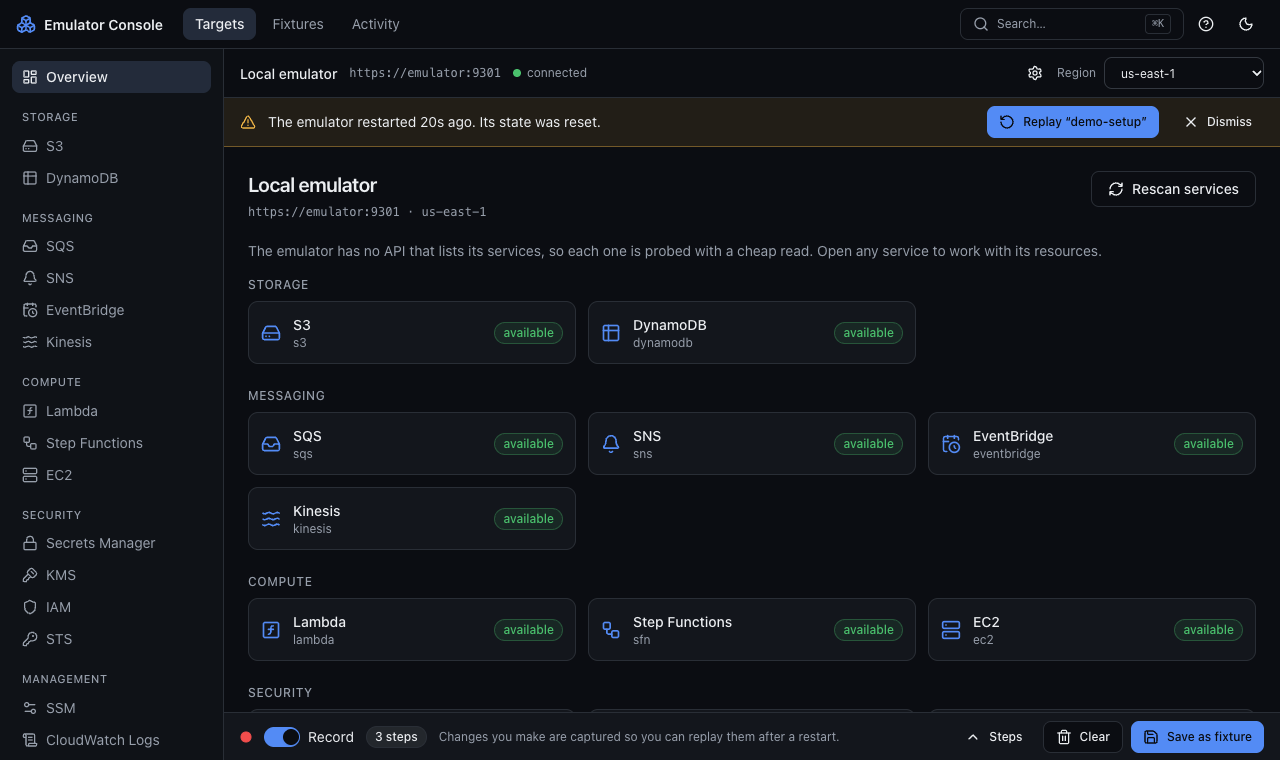 Emulator Console
Targets
Fixtures
Activity
Search...
⌘K
Overview
STORAGE
S3
DynamoDB
MESSAGING
SQS
SNS
EventBridge
Kinesis
COMPUTE
Lambda
Step Functions
EC2
SECURITY
Secrets Manager
KMS
IAM
STS
MANAGEMENT
SSM
CloudWatch Logs
Local emulator https://emulator:9301 connected
Region us-east-1
The emulator restarted 20s ago. Its state was reset.
Replay “demo-setup”
Dismiss
Local emulator
https://emulator:9301 · us-east-1
Rescan services
The emulator has no API that lists its services, so each one is probed with a cheap read. Open any service to work with its resources.
STORAGE
S3
s3
available
DynamoDB
dynamodb
available
MESSAGING
SQS
sqs
available
SNS
sns
available
EventBridge
eventbridge
available
Kinesis
kinesis
available
COMPUTE
Lambda
lambda
available
Step Functions
sfn
available
EC2
ec2
available
SECURITY
Record
3 steps
Changes you make are captured so you can replay them after a restart.
Steps
Clear
Save as fixture